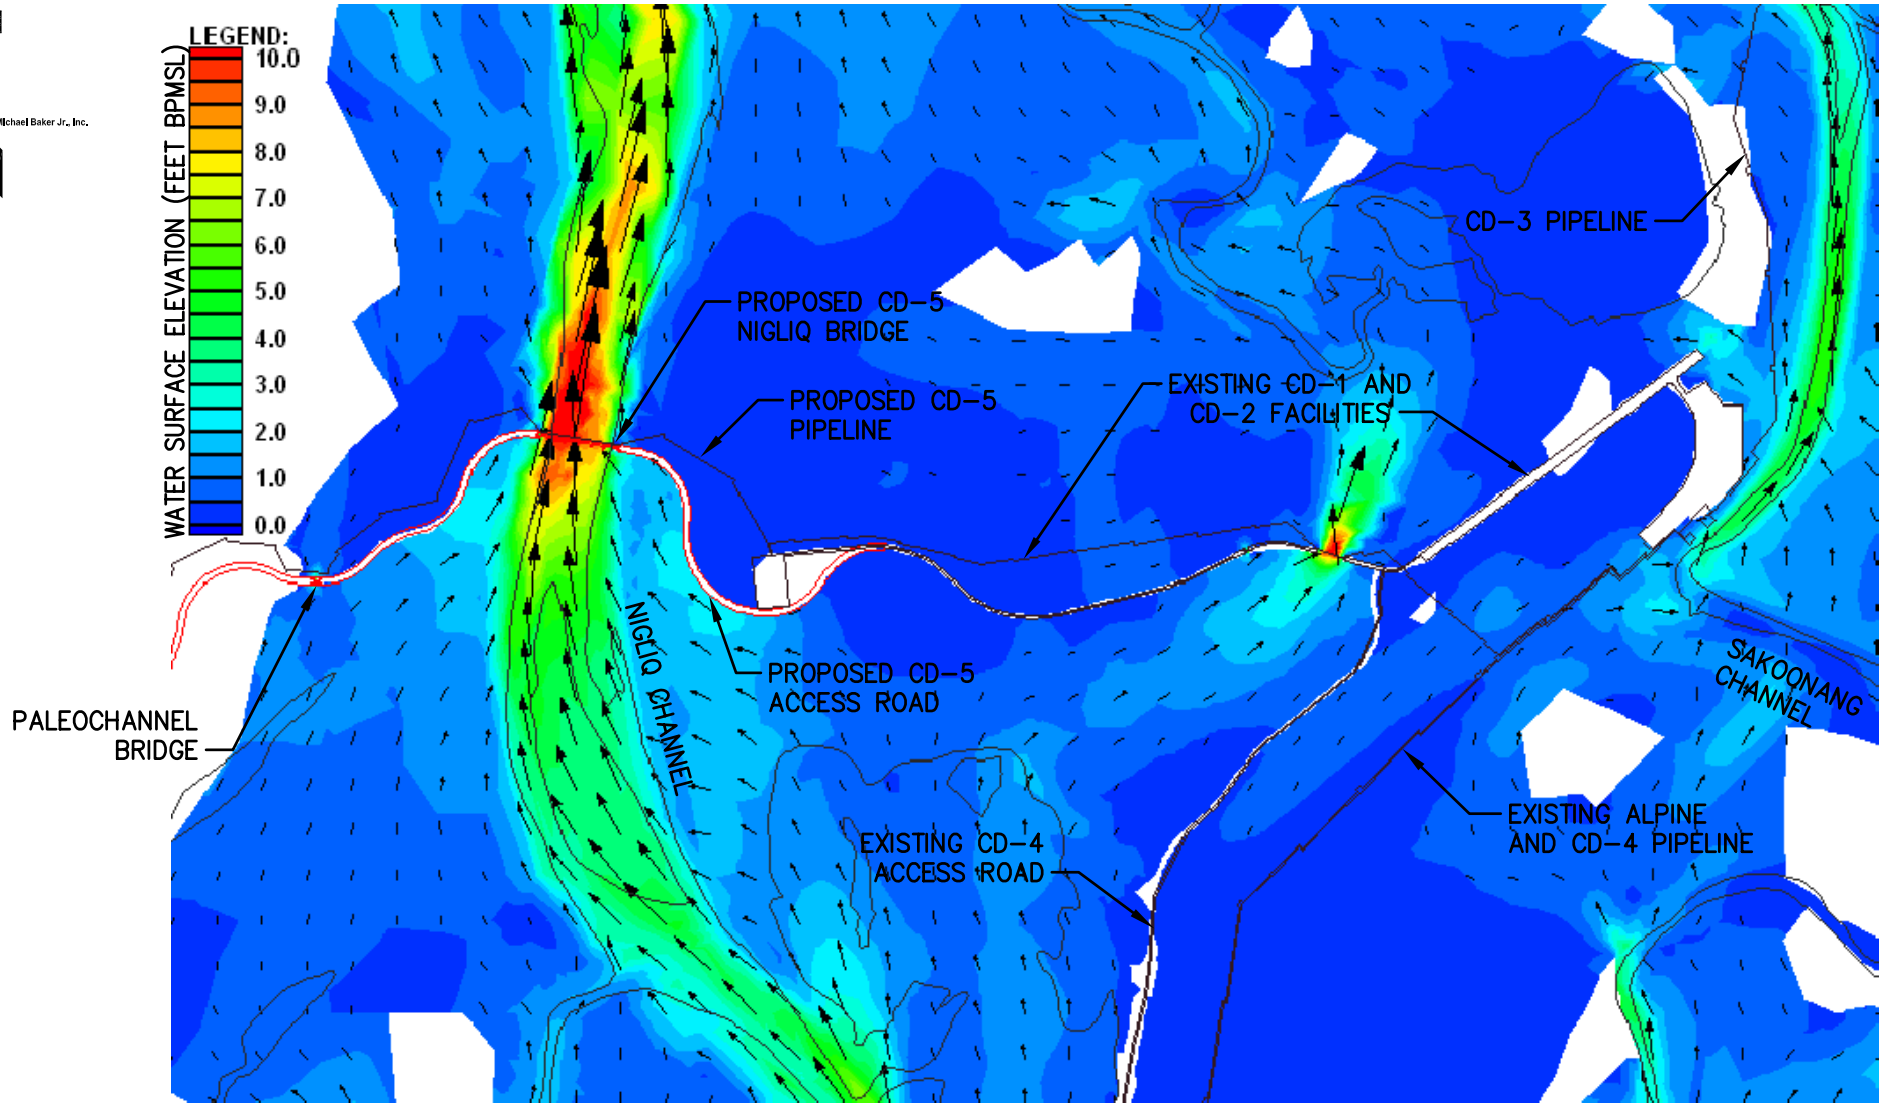 LEGEND:
WATER SURFACE ELEVATION (FEET BPMSL)
10.0
9.0
8.0
7.0
6.0
5.0
4.0
3.0
2.0
1.0
0.0
Michael Baker Jr., Inc.
CD-3 PIPELINE
PROPOSED CD-5
NIGLIQ BRIDGE
PROPOSED CD-5
PIPELINE
EXISTING CD-1 AND
CD-2 FACILITIES
NIGLIQ CHANNEL
PROPOSED CD-5
ACCESS ROAD
SAKOONANG
CHANNEL
PALEOCHANNEL
BRIDGE
EXISTING CD-4
ACCESS ROAD
EXISTING ALPINE
AND CD-4 PIPELINE